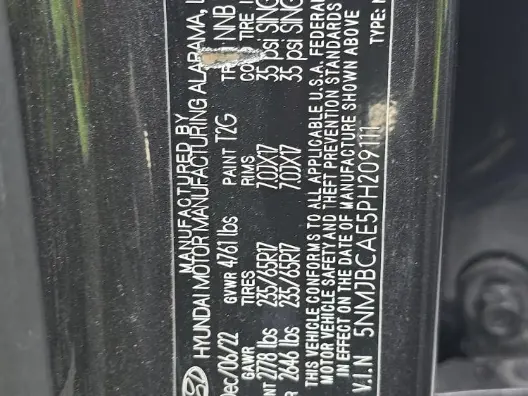 MANUFACTURED BY
HYUNDAI MOTOR MANUFACTURING ALABAMA,
Dec/06/22 GVWR 4761 lbs PAINT T2G NNB
GAWR TIRES RIMS
2778 lbs 235/65R17 7.0JX17 35 psi
2646 lbs 235/65R17 7.0JX17 35 psi
THIS VEHICLE CONFORMS TO ALL APPLICABLE U.S.A. FEDERAL
MOTOR VEHICLE SAFETY AND THEFT PREVENTION STANDARDS
IN EFFECT ON THE DATE OF MANUFACTURE SHOWN ABOVE
V.I.N 5NMJBCAE5PH209111 TYPE: